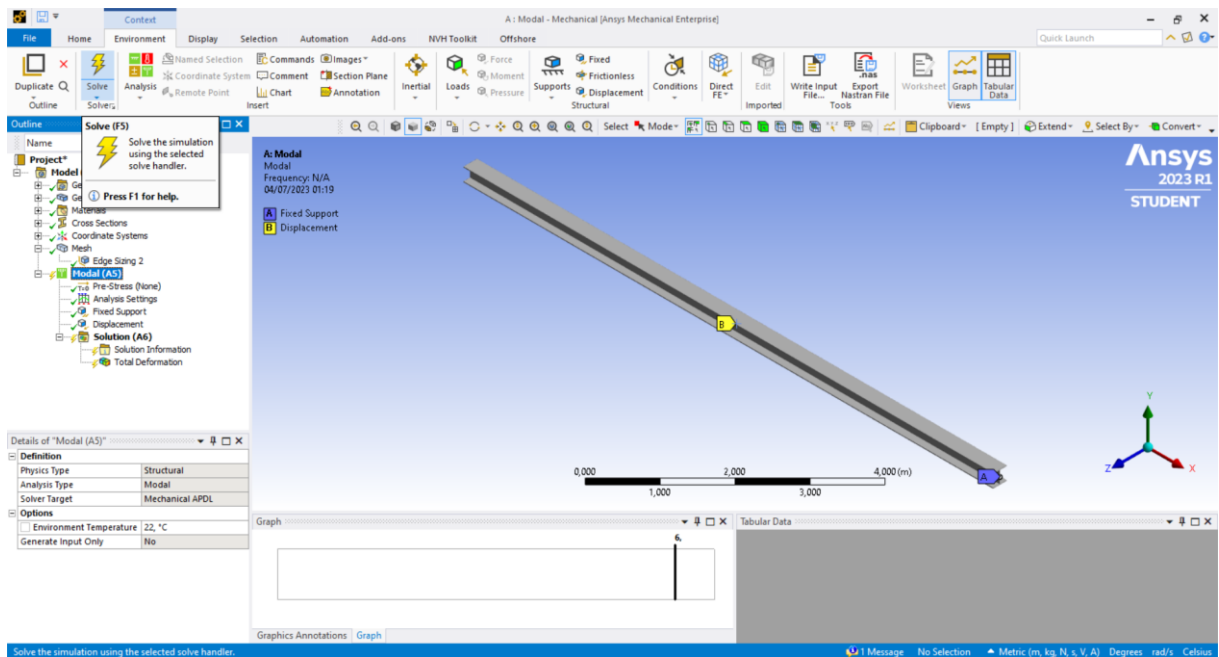 Context
A : Modal - Mechanical [Ansys Mechanical Enterprise]
File Home Environment Display Selection Automation Add-ons NVH Toolkit Offshore Quick Launch
Duplicate Q
Outline
Solve
Solvers
Analysis
Named Selection
Coordinate System
Remote Point
Commands
Comment
Chart
Images
Section Plane
Annotation
Insert
Inertial
Loads
Force
Moment
Pressure
Supports
Fixed
Frictionless
Displacement
Conditions
Structural
Direct
FE
Edit
Imported
Write Input
File...
.nas
Export
Nastran File
Tools
Worksheet
Graph
Tabular
Data
Views
Outline
Select Mode Clipboard [ Empty ] Extend Select By Convert
Name
Solve (F5)
Solve the simulation
using the selected
solve handler.
Press F1 for help.
Project*
Model
Ge
Ge
Materials
Cross Sections
Coordinate Systems
Mesh
Edge Sizing 2
Modal (A5)
Pre-Stress (None)
Analysis Settings
Fixed Support
Displacement
Solution (A6)
Solution Information
Total Deformation
A: Modal
Modal
Frequency: N/A
04/07/2023 01:19
A Fixed Support
B Displacement
Ansys
2023 R1
STUDENT
B
A
0,000 2,000 4,000 (m)
1,000 3,000
Y
Z X
Details of "Modal (A5)"
Definition
Physics Type Structural
Analysis Type Modal
Solver Target Mechanical APDL
Options
Environment Temperature 22, °C
Generate Input Only No
Graph
6,
Graphics Annotations Graph
Tabular Data
Solve the simulation using the selected solve handler. 1 Message No Selection Metric (m, kg, N, s, V, A) Degrees rad/s Celsius